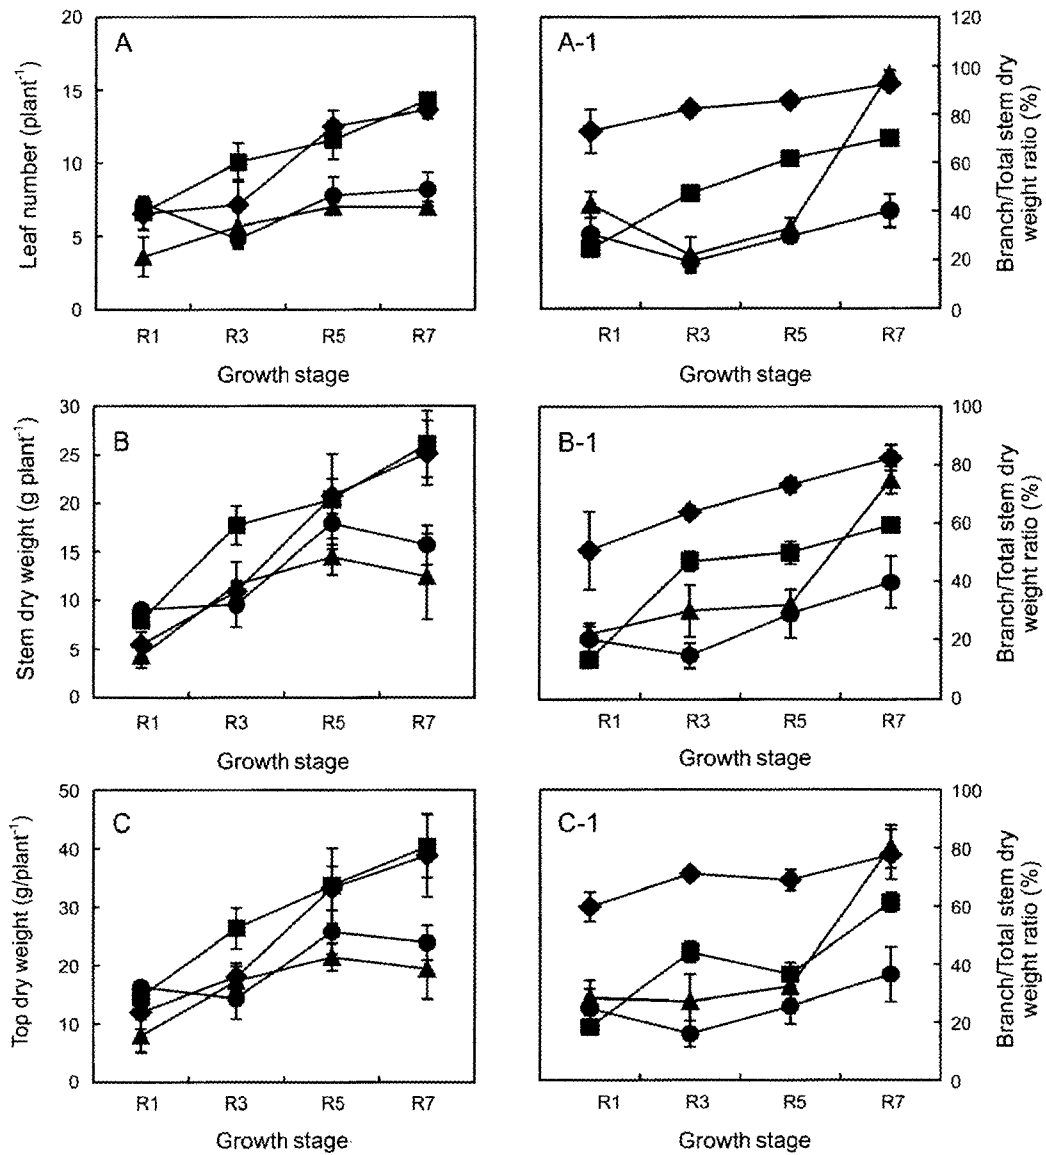 20
15
10
5
0
Leaf number (plant⁻¹)
A
R1 R3 R5 R7
Growth stage
A-1
120
100
80
60
40
20
0
Branch/Total stem dry
weight ratio (%)
R1 R3 R5 R7
Growth stage
30
25
20
15
10
5
0
Stem dry weight (g plant⁻¹)
B
R1 R3 R5 R7
Growth stage
B-1
100
80
60
40
20
0
Branch/Total stem dry
weight ratio (%)
R1 R3 R5 R7
Growth stage
50
40
30
20
10
0
Top dry weight (g/plant⁻¹)
C
R1 R3 R5 R7
Growth stage
C-1
100
80
60
40
20
0
Branch/Total stem dry
weight ratio (%)
R1 R3 R5 R7
Growth stage